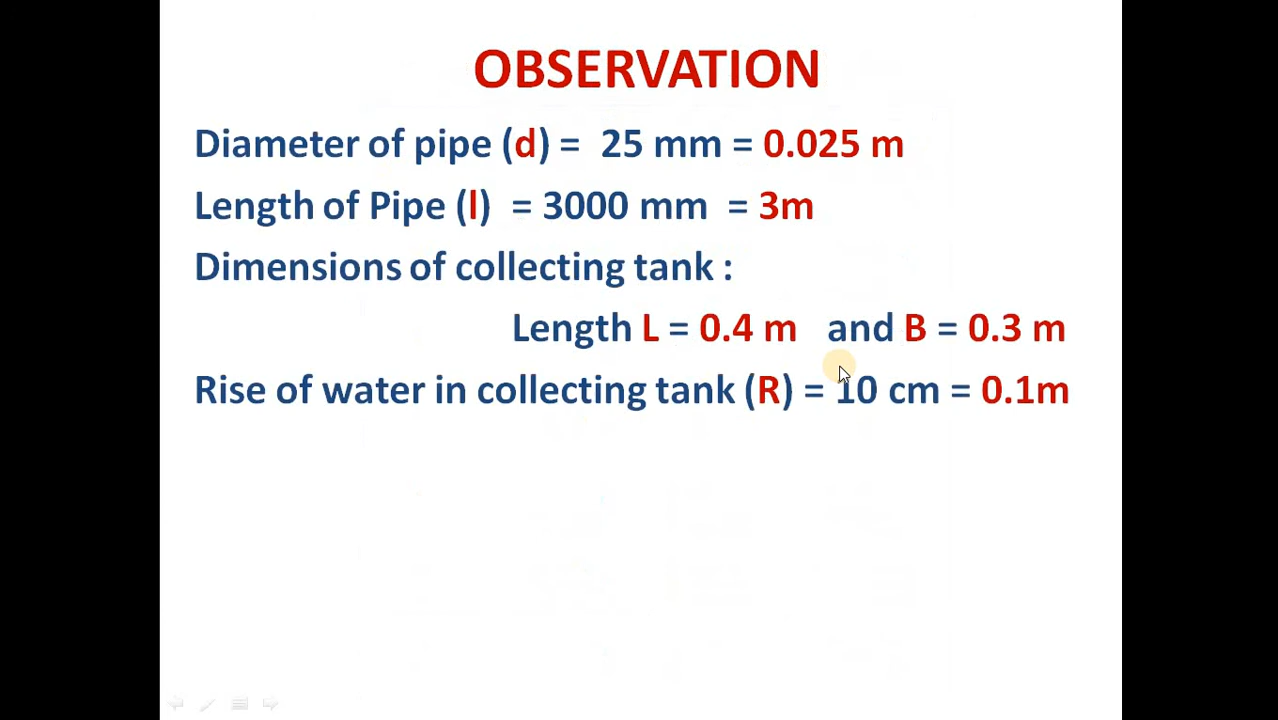 OBSERVATION
Diameter of pipe (d) = 25 mm = 0.025 m
Length of Pipe (l) = 3000 mm = 3m
Dimensions of collecting tank :
Length L = 0.4 m and B = 0.3 m
Rise of water in collecting tank (R) = 10 cm = 0.1m